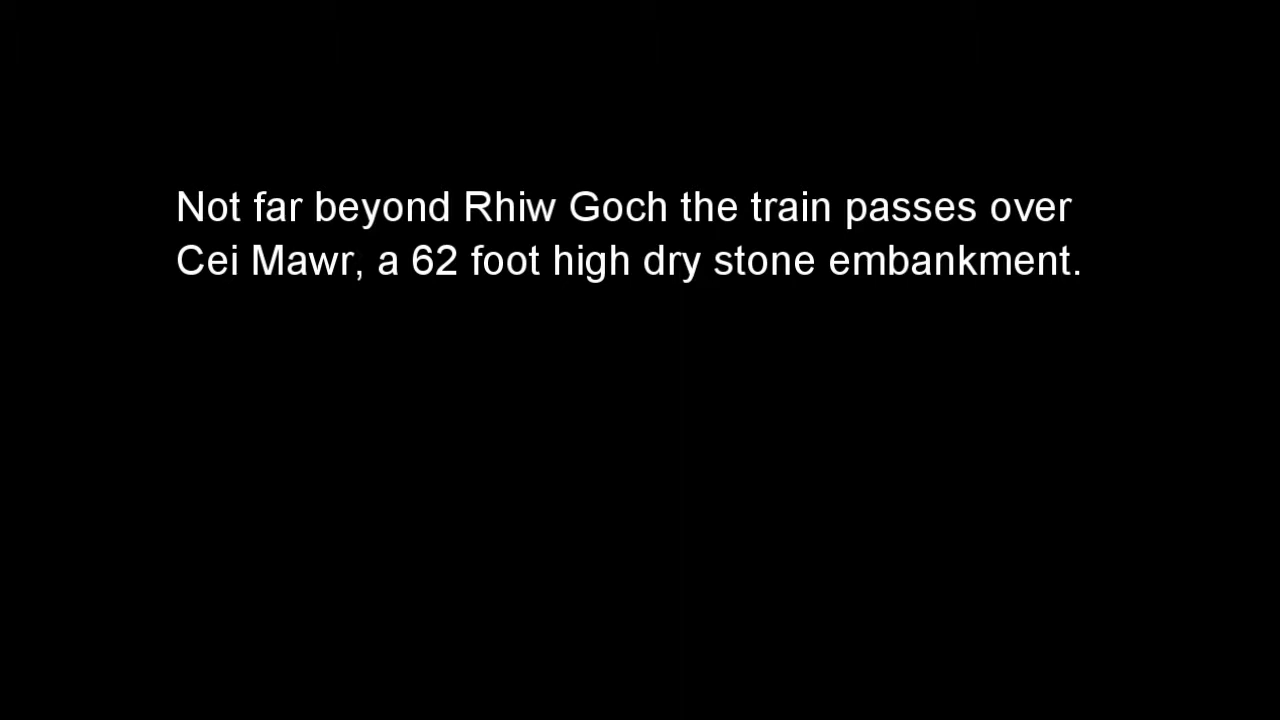 Not far beyond Rhiw Goch the train passes over
Cei Mawr, a 62 foot high dry stone embankment.